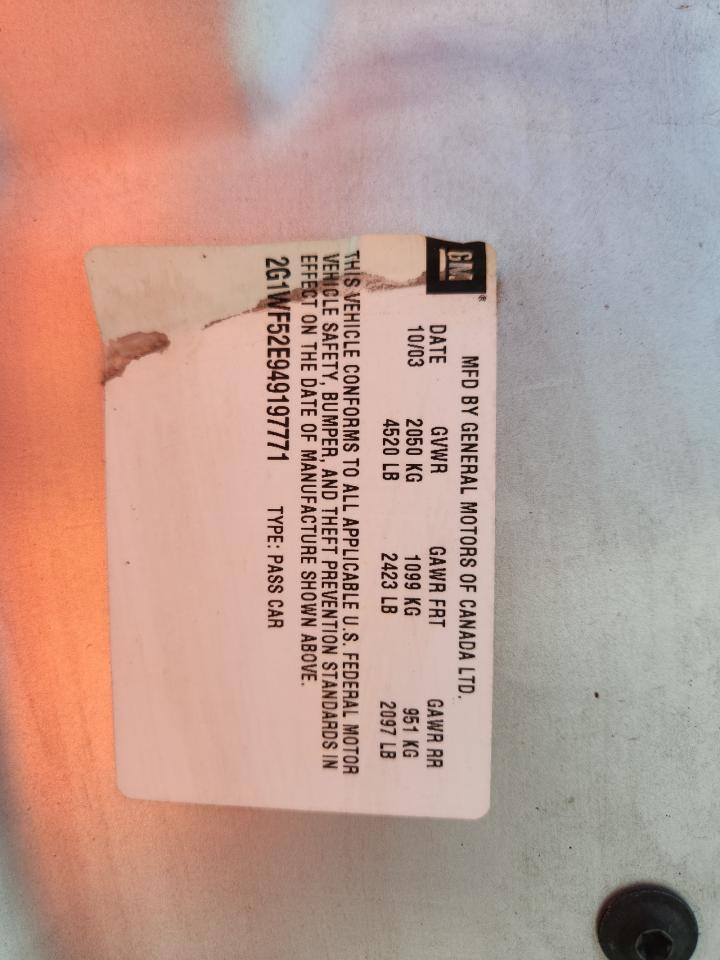 GM®
MFD BY GENERAL MOTORS OF CANADA LTD.
DATE GVWR GAWR FRT GAWR RR
10/03 2050 KG 1099 KG 951 KG
4520 LB 2423 LB 2097 LB
THIS VEHICLE CONFORMS TO ALL APPLICABLE U.S. FEDERAL MOTOR
VEHICLE SAFETY, BUMPER, AND THEFT PREVENTION STANDARDS IN
EFFECT ON THE DATE OF MANUFACTURE SHOWN ABOVE.
2G1WF52E949197771 TYPE: PASS CAR